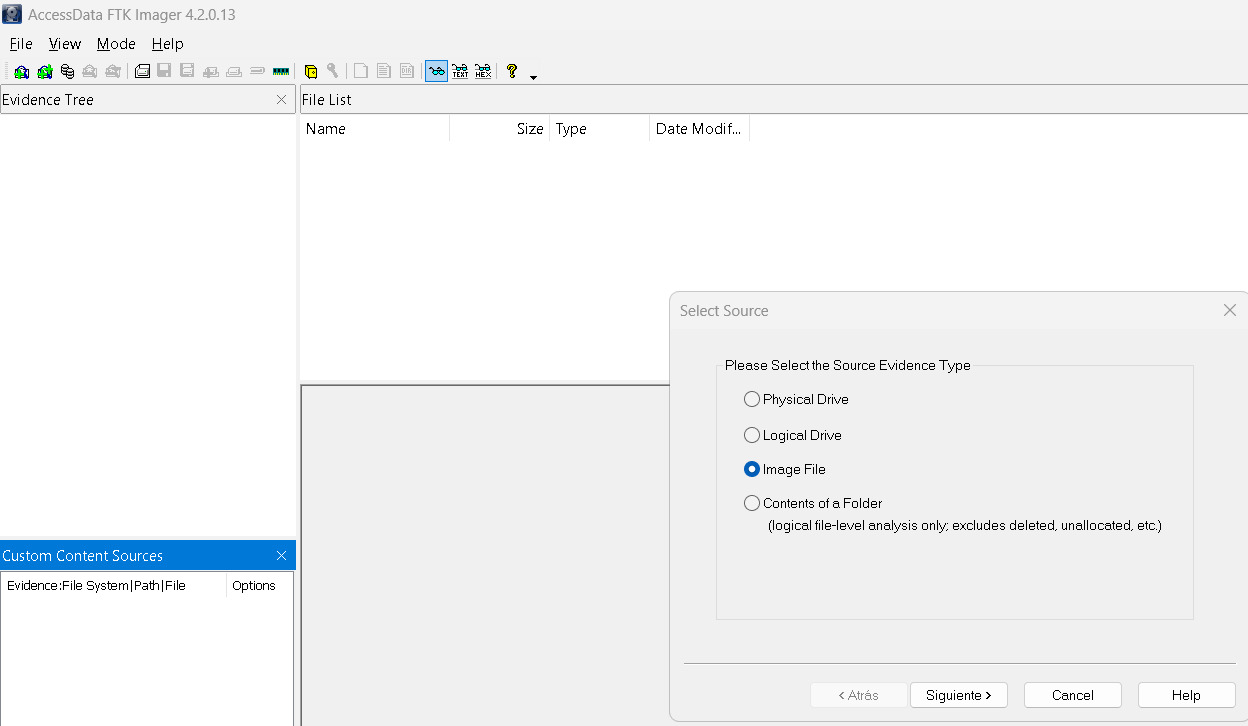 AccessData FTK Imager 4.2.0.13
File View Mode Help
TEXT HEX
Evidence Tree
File List
Name Size Type Date Modif...
Select Source
Please Select the Source Evidence Type
Physical Drive
Logical Drive
Image File
Contents of a Folder
(logical file-level analysis only; excludes deleted, unallocated, etc.)
Custom Content Sources
Evidence:File System|Path|File Options
< Atrás Siguiente > Cancel Help